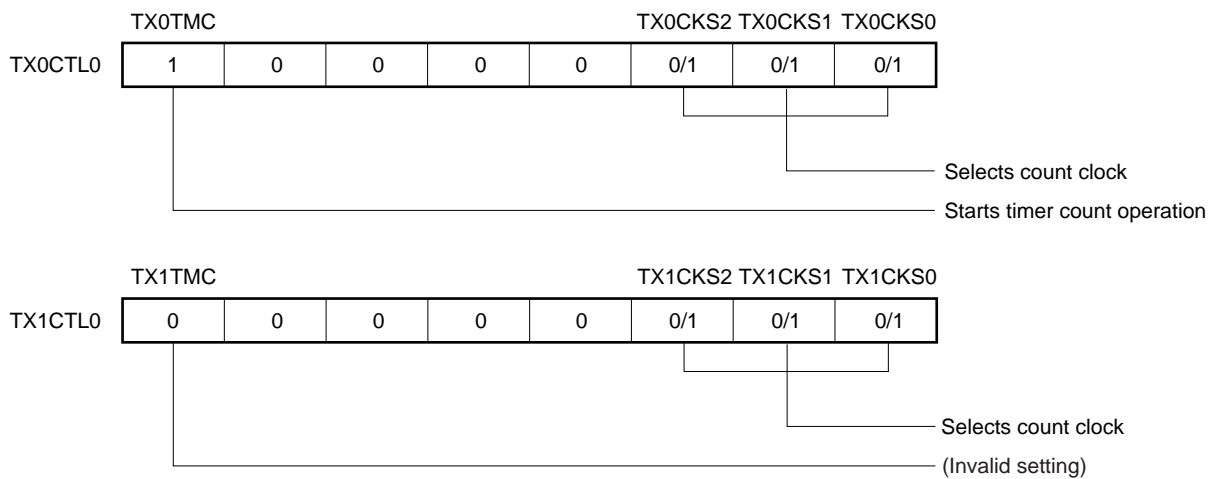 TX0TMC TX0CKS2 TX0CKS1 TX0CKS0
TX0CTL0 1 0 0 0 0 0/1 0/1 0/1
Selects count clock
Starts timer count operation
TX1TMC TX1CKS2 TX1CKS1 TX1CKS0
TX1CTL0 0 0 0 0 0 0/1 0/1 0/1
Selects count clock
(Invalid setting)